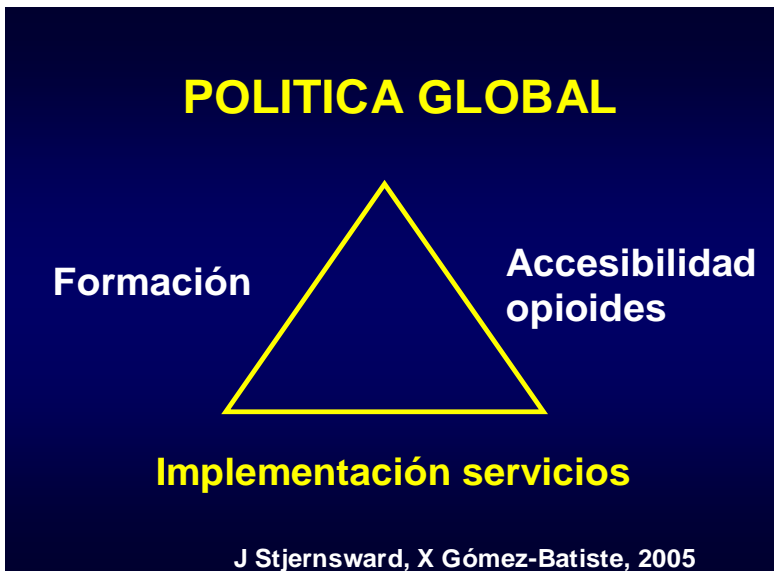 POLITICA GLOBAL
Formación
Accesibilidad
opioides
Implementación servicios
J Stjernsward, X Gómez-Batiste, 2005